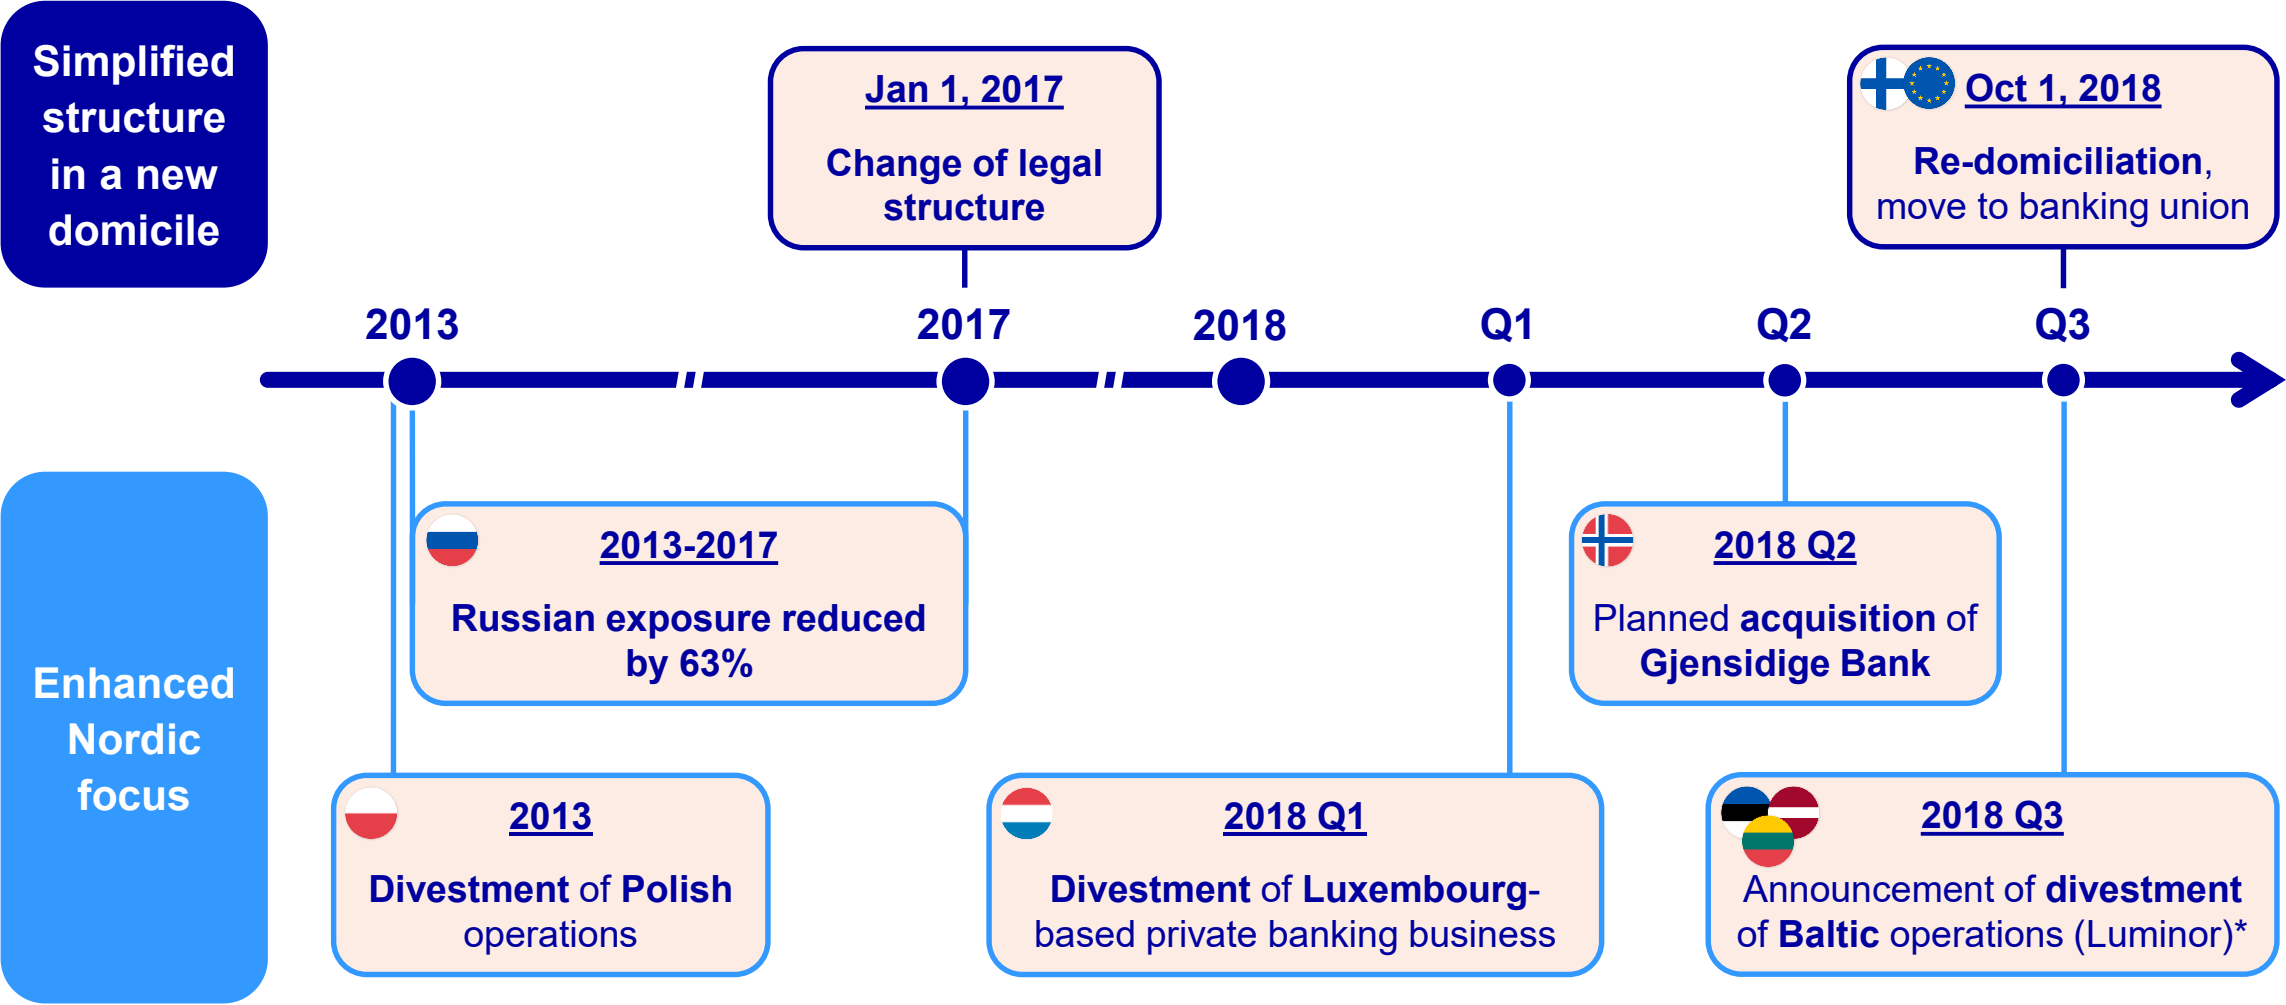 Simplified
structure
in a new
domicile
Jan 1, 2017
Change of legal
structure
Oct 1, 2018
Re-domiciliation,
move to banking union
2013
2017
2018
Q1
Q2
Q3
Enhanced
Nordic
focus
2013-2017
Russian exposure reduced
by 63%
2018 Q2
Planned acquisition of
Gjensidige Bank
2013
Divestment of Polish
operations
2018 Q1
Divestment of Luxembourg-
based private banking business
2018 Q3
Announcement of divestment
of Baltic operations (Luminor)*